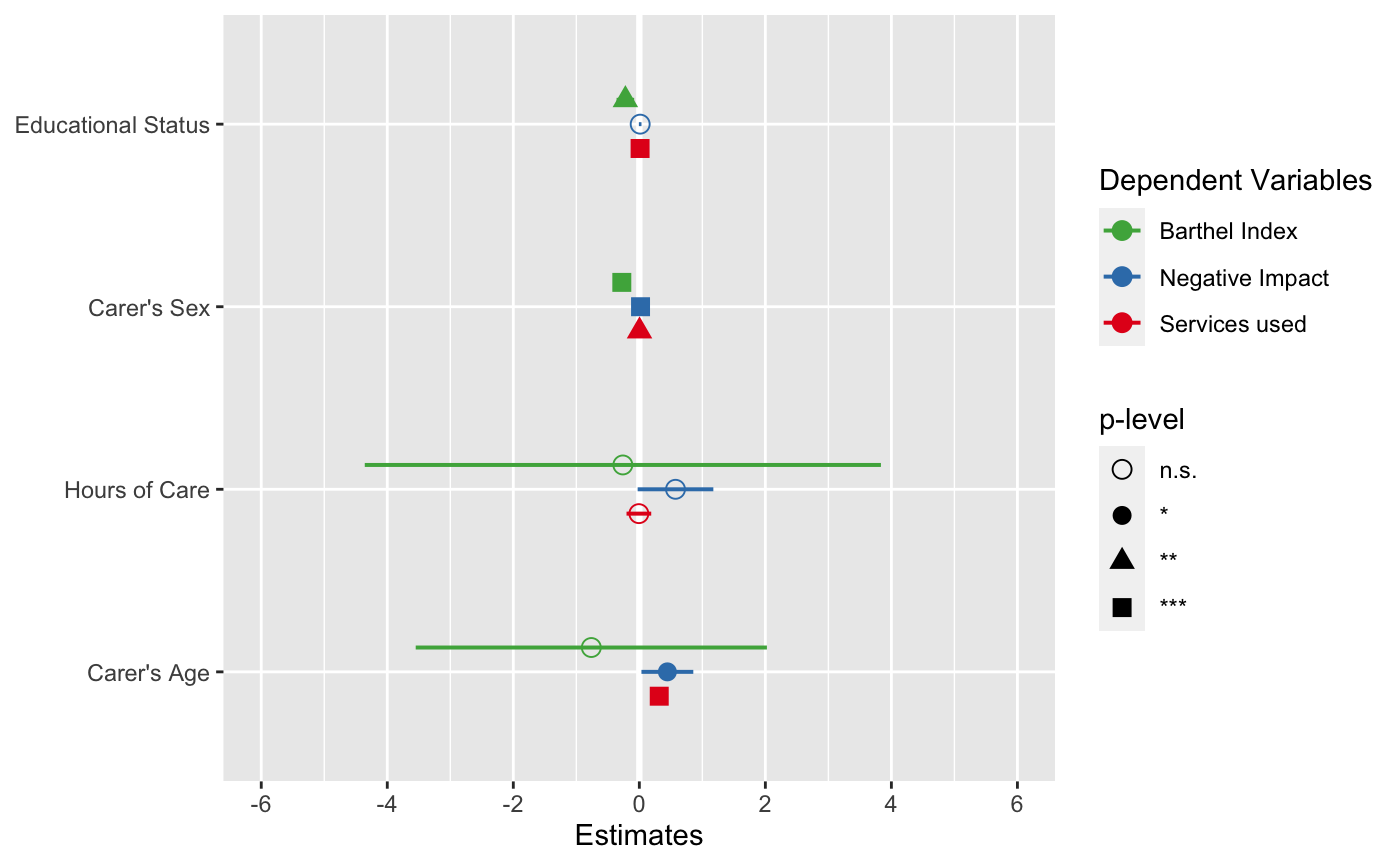 Educational Status
Carer's Sex
Hours of Care
Carer's Age
-6 -4 -2 0 2 4 6
Estimates
Dependent Variables
Barthel Index
Negative Impact
Services used
p-level
n.s.
*
**
***